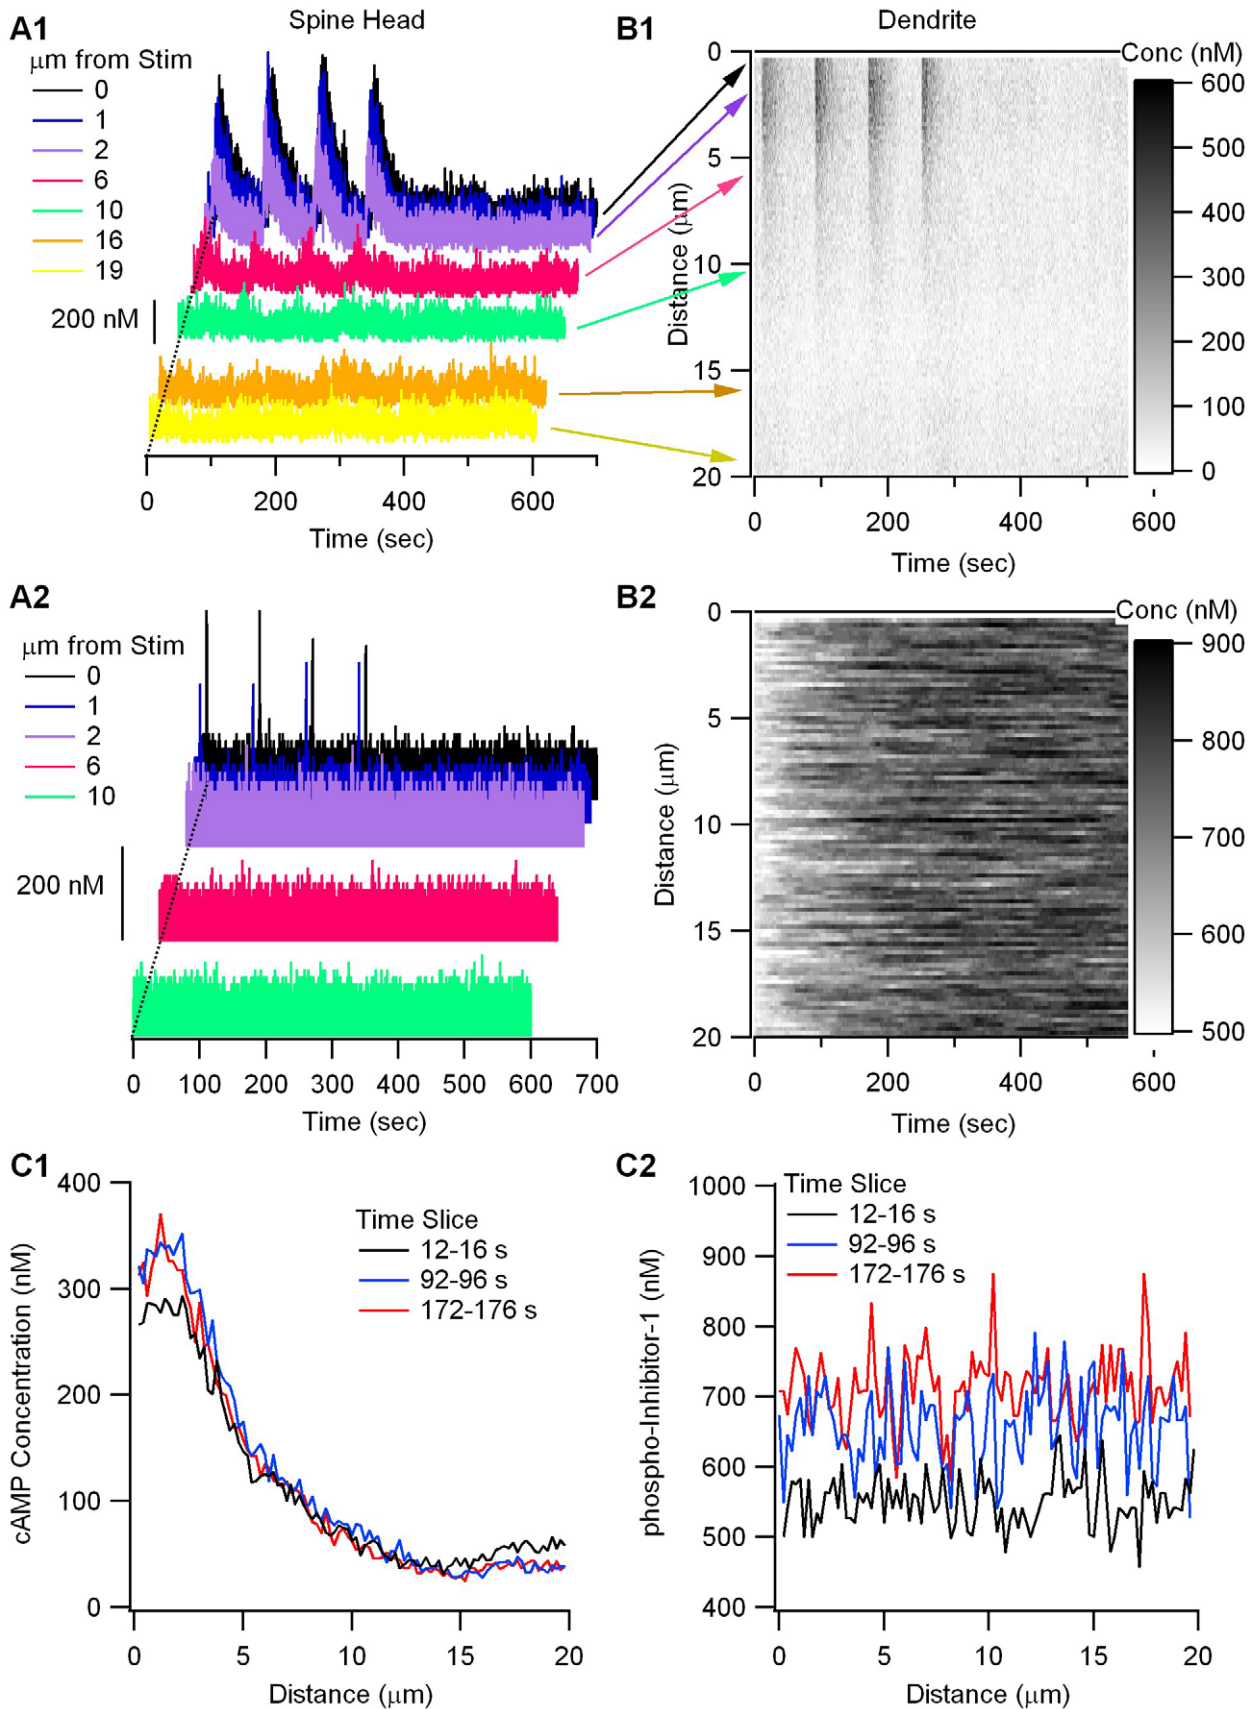 A1
Spine Head
μm from Stim
0
1
2
6
10
16
19
200 nM
0
200
400
600
Time (sec)
B1
Dendrite
Conc (nM)
0
5
10
15
20
Distance (μm)
0
200
400
600
Time (sec)
600
500
400
300
200
100
0
A2
μm from Stim
0
1
2
6
10
200 nM
0
100
200
300
400
500
600
700
Time (sec)
B2
Conc (nM)
0
5
10
15
20
Distance (μm)
0
200
400
600
Time (sec)
900
800
700
600
500
C1
400
300
200
100
0
cAMP Concentration (nM)
Time Slice
12-16 s
92-96 s
172-176 s
0
5
10
15
20
Distance (μm)
C2
1000
900
800
700
600
500
400
phospho-Inhibitor-1 (nM)
Time Slice
12-16 s
92-96 s
172-176 s
0
5
10
15
20
Distance (μm)